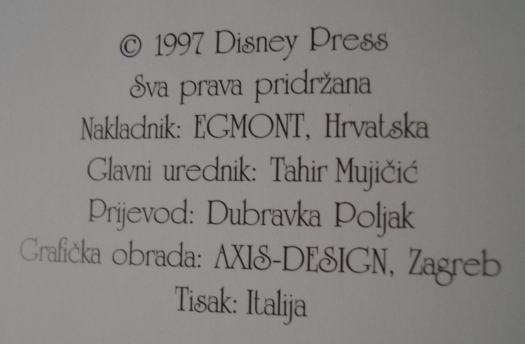 © 1997 Disney Press
Sva prava pridržana
Nakladnik: EGMONT, Hrvatska
Glavni urednik: Tahir Mujičić
Prijevod: Dubravka Poljak
Grafička obrada: AXIS-DESIGN, Zagreb
Tisak: Italija